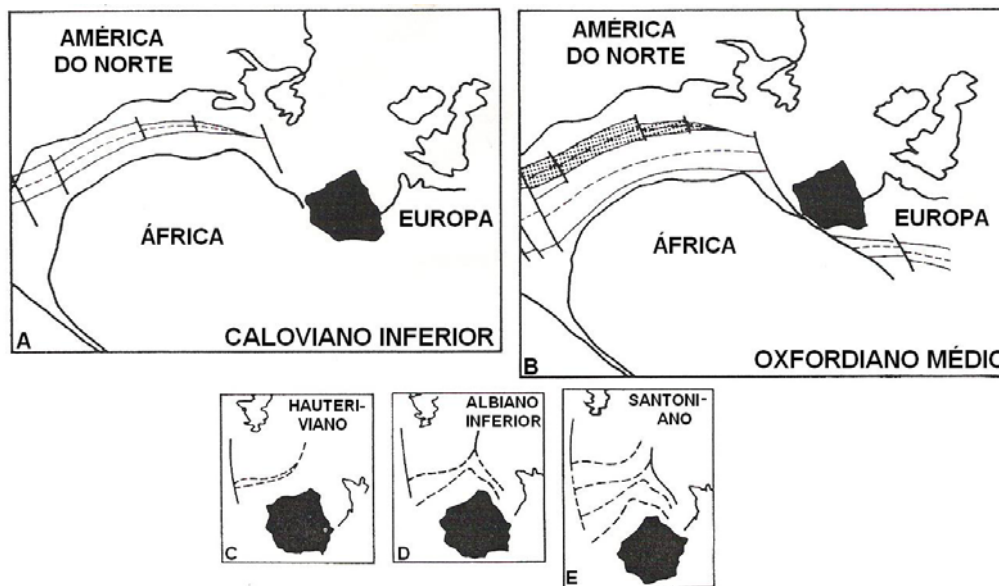 AMÉRICA
DO NORTE
ÁFRICA
EUROPA
A
CALOVIANO INFERIOR
AMÉRICA
DO NORTE
ÁFRICA
EUROPA
B
OXFORDIANO MÉDIC
HAUTERI-
VIANO
C
ALBIANO
INFERIOR
D
SANTONI-
ANO
E